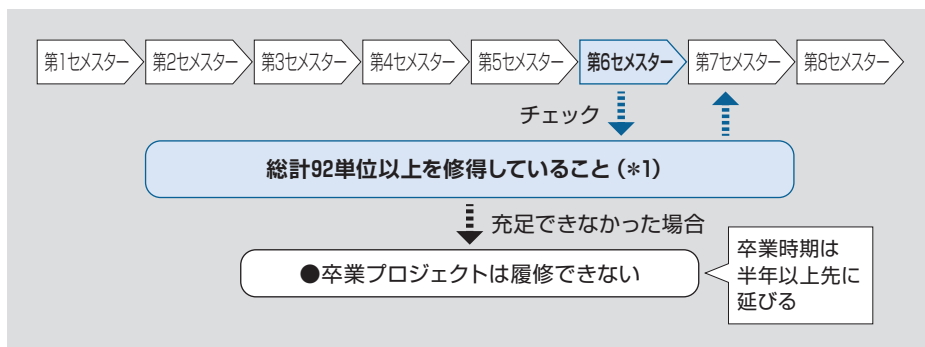 第1セメスター 第2セメスター 第3セメスター 第4セメスター 第5セメスター 第6セメスター 第7セメスター 第8セメスター
チェック
総計92単位以上を修得していること（*1）
充足できなかった場合
●卒業プロジェクトは履修できない
卒業時期は
半年以上先に
延びる